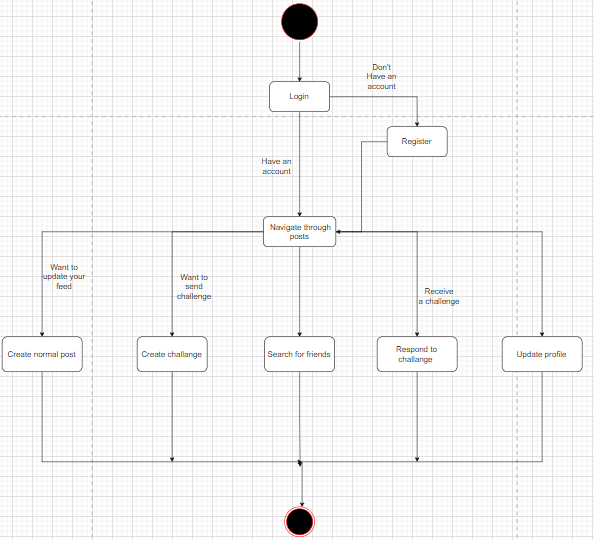 Don't
Have an
account
Login
Register
Have an
account
Navigate through
posts
Want to
update your
feed
Want to
send
challenge
Receive
a challenge
Create normal post
Create challange
Search for friends
Respond to
challange
Update profile